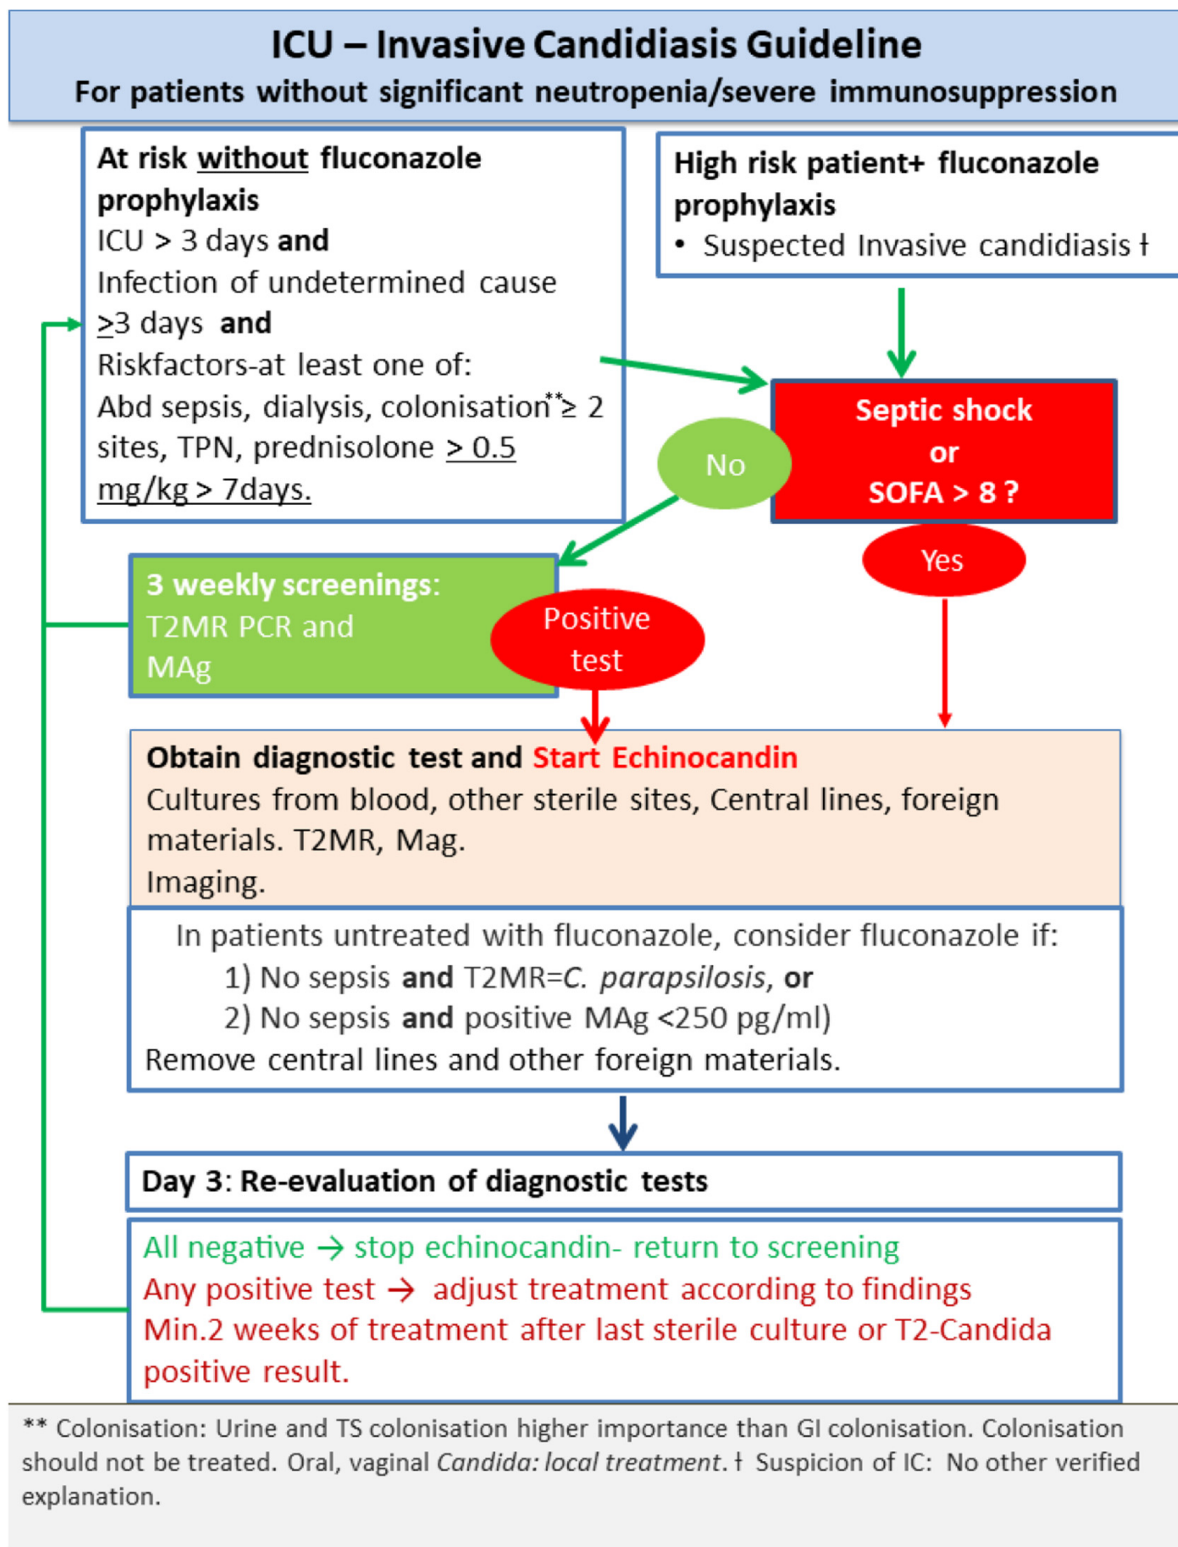 ICU – Invasive Candidiasis Guideline
For patients without significant neutropenia/severe immunosuppression
At risk without fluconazole
prophylaxis
ICU > 3 days and
Infection of undetermined cause
≥3 days and
Riskfactors-at least one of:
Abd sepsis, dialysis, colonisation**≥ 2
sites, TPN, prednisolone > 0.5
mg/kg > 7days.
High risk patient+ fluconazole
prophylaxis
• Suspected Invasive candidiasis ƚ
Septic shock
or
SOFA > 8 ?
No
Yes
3 weekly screenings:
T2MR PCR and
MAg
Positive
test
Obtain diagnostic test and Start Echinocandin
Cultures from blood, other sterile sites, Central lines, foreign
materials. T2MR, Mag.
Imaging.
In patients untreated with fluconazole, consider fluconazole if:
1) No sepsis and T2MR=C. parapsilosis, or
2) No sepsis and positive MAg <250 pg/ml)
Remove central lines and other foreign materials.
Day 3: Re-evaluation of diagnostic tests
All negative → stop echinocandin- return to screening
Any positive test → adjust treatment according to findings
Min.2 weeks of treatment after last sterile culture or T2-Candida
positive result.
** Colonisation: Urine and TS colonisation higher importance than GI colonisation. Colonisation
should not be treated. Oral, vaginal Candida: local treatment. ƚ Suspicion of IC: No other verified
explanation.